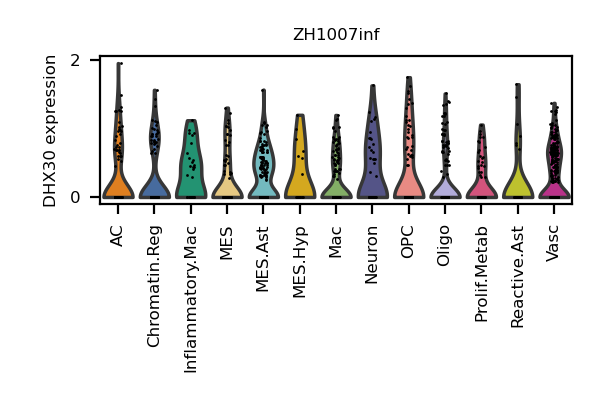 ZH1007inf
DHX30 expression
2
0
AC
Chromatin.Reg
Inflammatory.Mac
MES
MES.Ast
MES.Hyp
Mac
Neuron
OPC
Oligo
Prolif.Metab
Reactive.Ast
Vasc